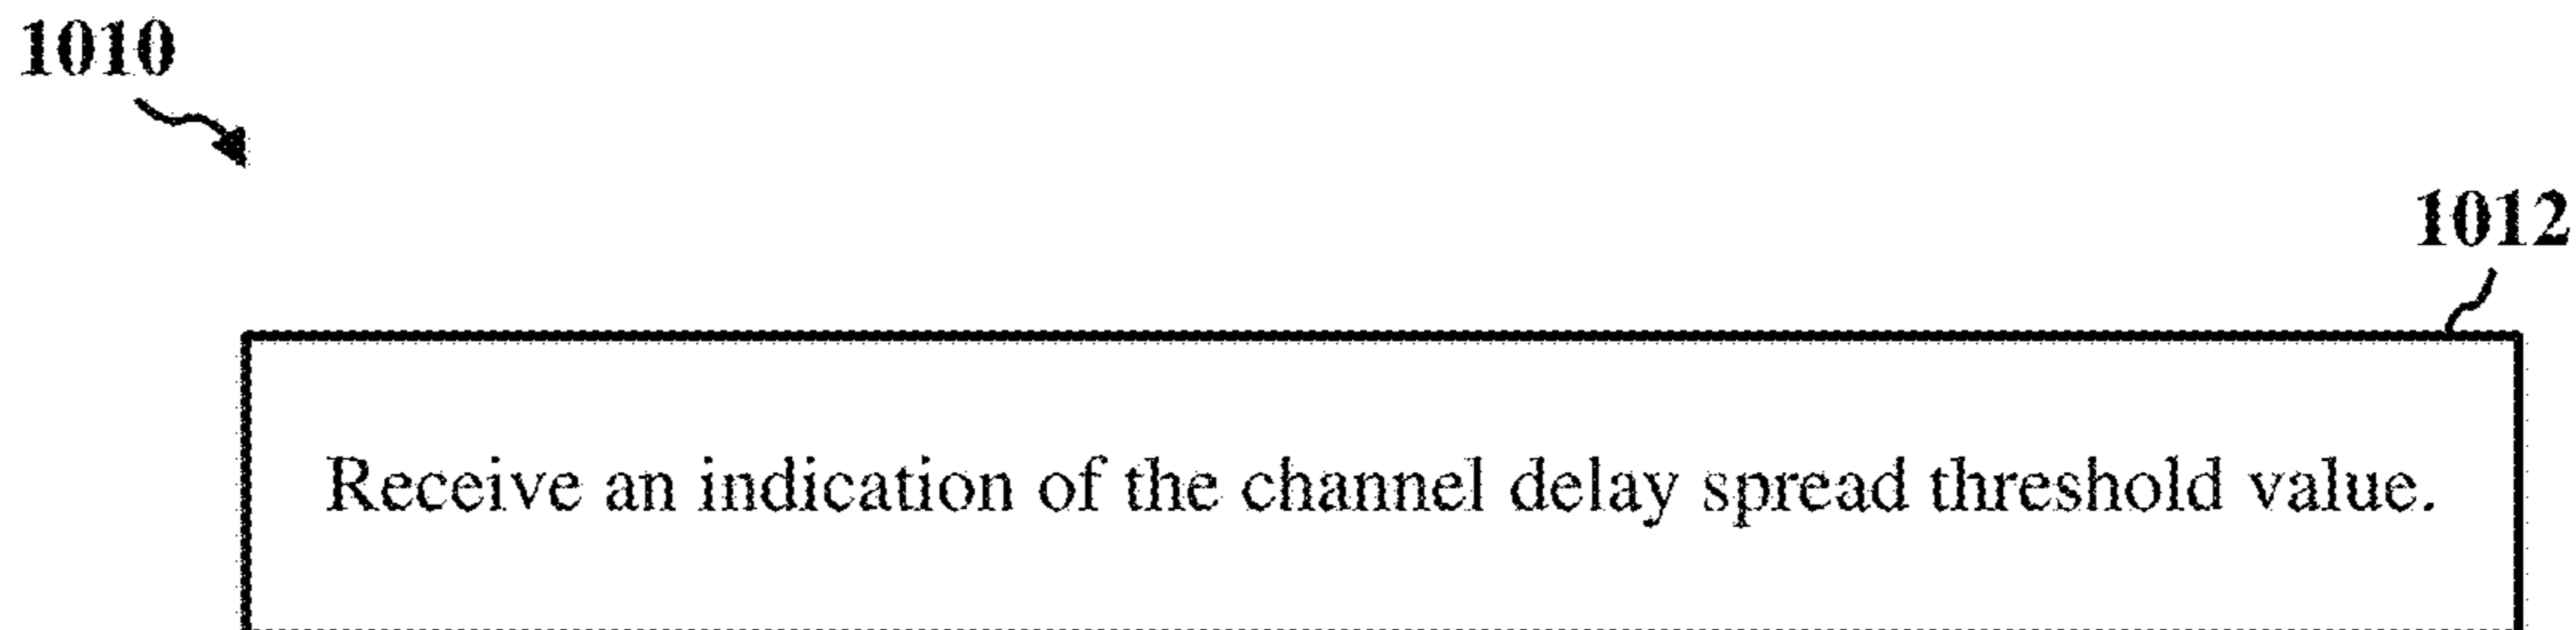 1010
1012
Receive an indication of the channel delay spread threshold value.